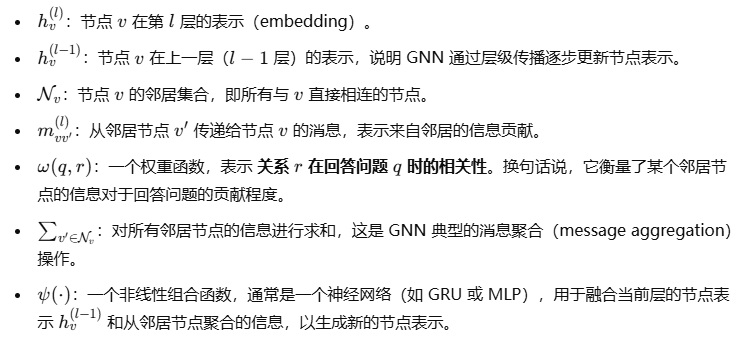 • $h_v^{(l)}$：节点 $v$ 在第 $l$ 层的表示（embedding）。
• $h_v^{(l-1)}$：节点 $v$ 在上一层（$l-1$ 层）的表示，说明 GNN 通过层级传播逐步更新节点表示。
• $\mathcal{N}_v$：节点 $v$ 的邻居集合，即所有与 $v$ 直接相连的节点。
• $m_{vv'}^{(l)}$：从邻居节点 $v'$ 传递给节点 $v$ 的消息，表示来自邻居的信息贡献。
• $\omega(q, r)$：一个权重函数，表示 关系 $r$ 在回答问题 $q$ 时的相关性。换句话说，它衡量了某个邻居节
点的信息对于回答问题的贡献程度。
• $\sum_{v' \in \mathcal{N}_v}$：对所有邻居节点的信息进行求和，这是 GNN 典型的消息聚合（message aggregation）
操作。
• $\psi(\cdot)$：一个非线性组合函数，通常是一个神经网络（如 GRU 或 MLP），用于融合当前层的节点表
示 $h_v^{(l-1)}$ 和从邻居节点聚合的信息，以生成新的节点表示。